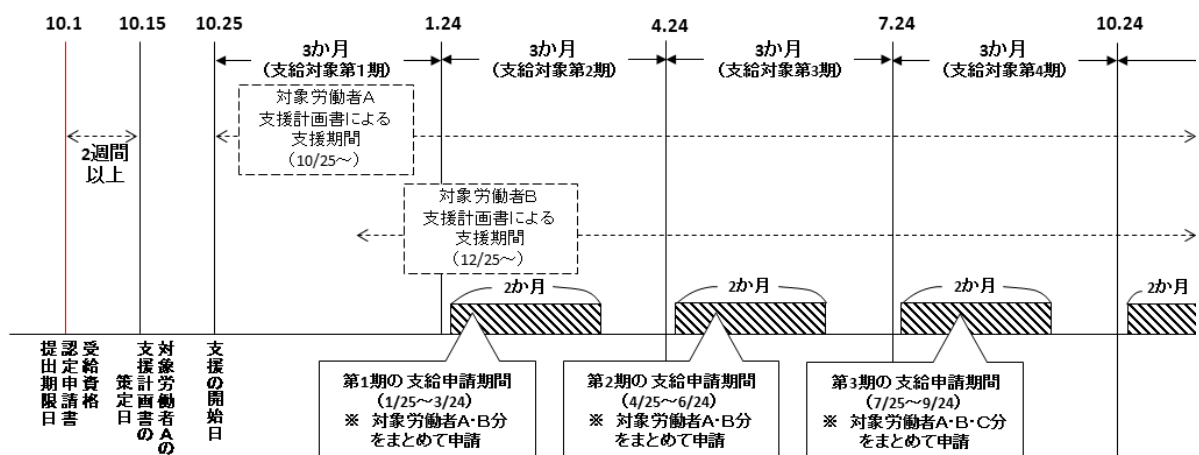 10.1
10.15
10.25
1.24
4.24
7.24
10.24
3か月
(支給対象第1期)
3か月
(支給対象第2期)
3か月
(支給対象第3期)
3か月
(支給対象第4期)
対象労働者A
支援計画書による
支援期間
(10/25～)
2週間
以上
対象労働者B
支援計画書による
支援期間
(12/25～)
2か月
2か月
2か月
2か月
受給資格
認定申請書
提出期限日
対象労働者Aの
支援計画書の
策定日
支援の開始日
第1期の支給申請期間
(1/25～3/24)
※ 対象労働者A・B分
をまとめて申請
第2期の支給申請期間
(4/25～6/24)
※ 対象労働者A・B分
をまとめて申請
第3期の支給申請期間
(7/25～9/24)
※ 対象労働者A・B・C分
をまとめて申請